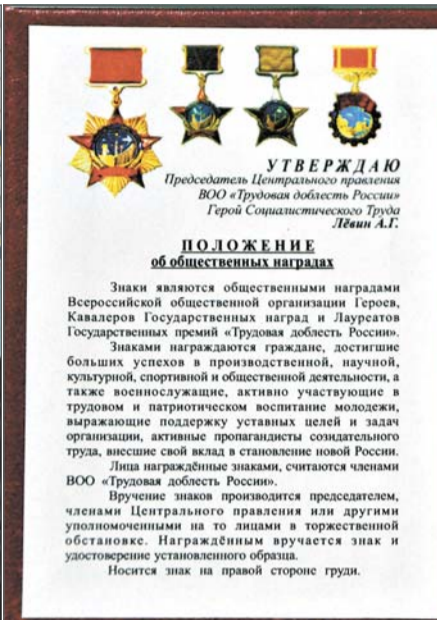 УТВЕРЖДАЮ
Председатель Центрального правления
ВОО «Трудовая доблесть России»
Герой Социалистического Труда
Лёвин А.Г.
ПОЛОЖЕНИЕ
об общественных наградах
Знаки являются общественными наградами
Всероссийской общественной организации Героев,
Кавалеров Государственных наград и Лауреатов
Государственных премий «Трудовая доблесть России».
Знаками награждаются граждане, достигшие
больших успехов в производственной, научной,
культурной, спортивной и общественной деятельности, а
также военнослужащие, активно участвующие в
трудовом и патриотическом воспитание молодежи,
выражающие поддержку уставных целей и задач
организации, активные пропагандисты созидательного
труда, внесшие свой вклад в становление новой России.
Лица награждённые знаками, считаются членами
ВОО «Трудовая доблесть России».
Вручение знаков производится председателем,
членами Центрального правления или другими
уполномоченными на то лицами в торжественной
обстановке. Награждённым вручается знак и
удостоверение установленного образца.
Носится знак на правой стороне груди.